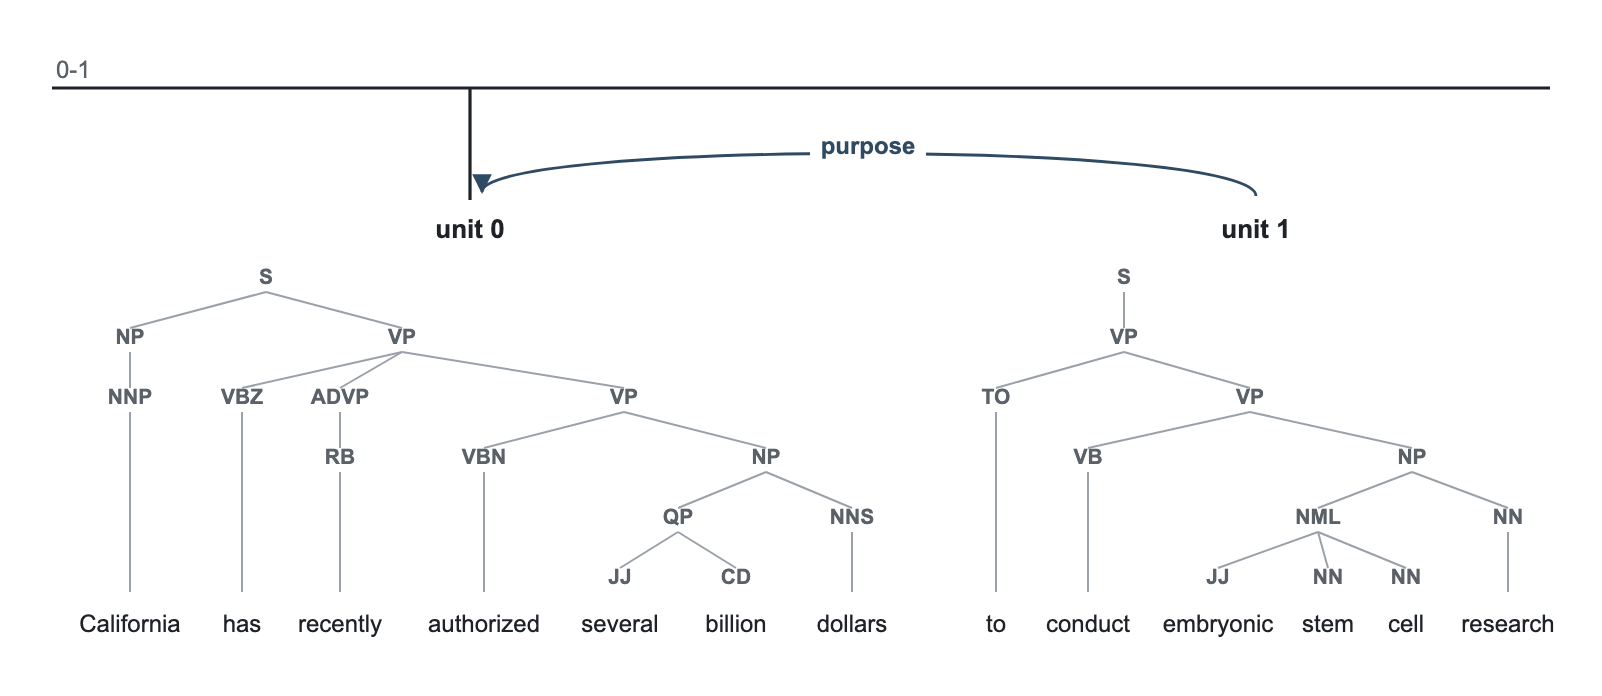 0-1
purpose
unit 0 unit 1
S S
NP VP VP
NNP VBZ ADVP VP TO VP
RB VBN NP VB NP
QP NNS NML NN
JJ CD JJ NN NN
California has recently authorized several billion dollars to conduct embryonic stem cell research